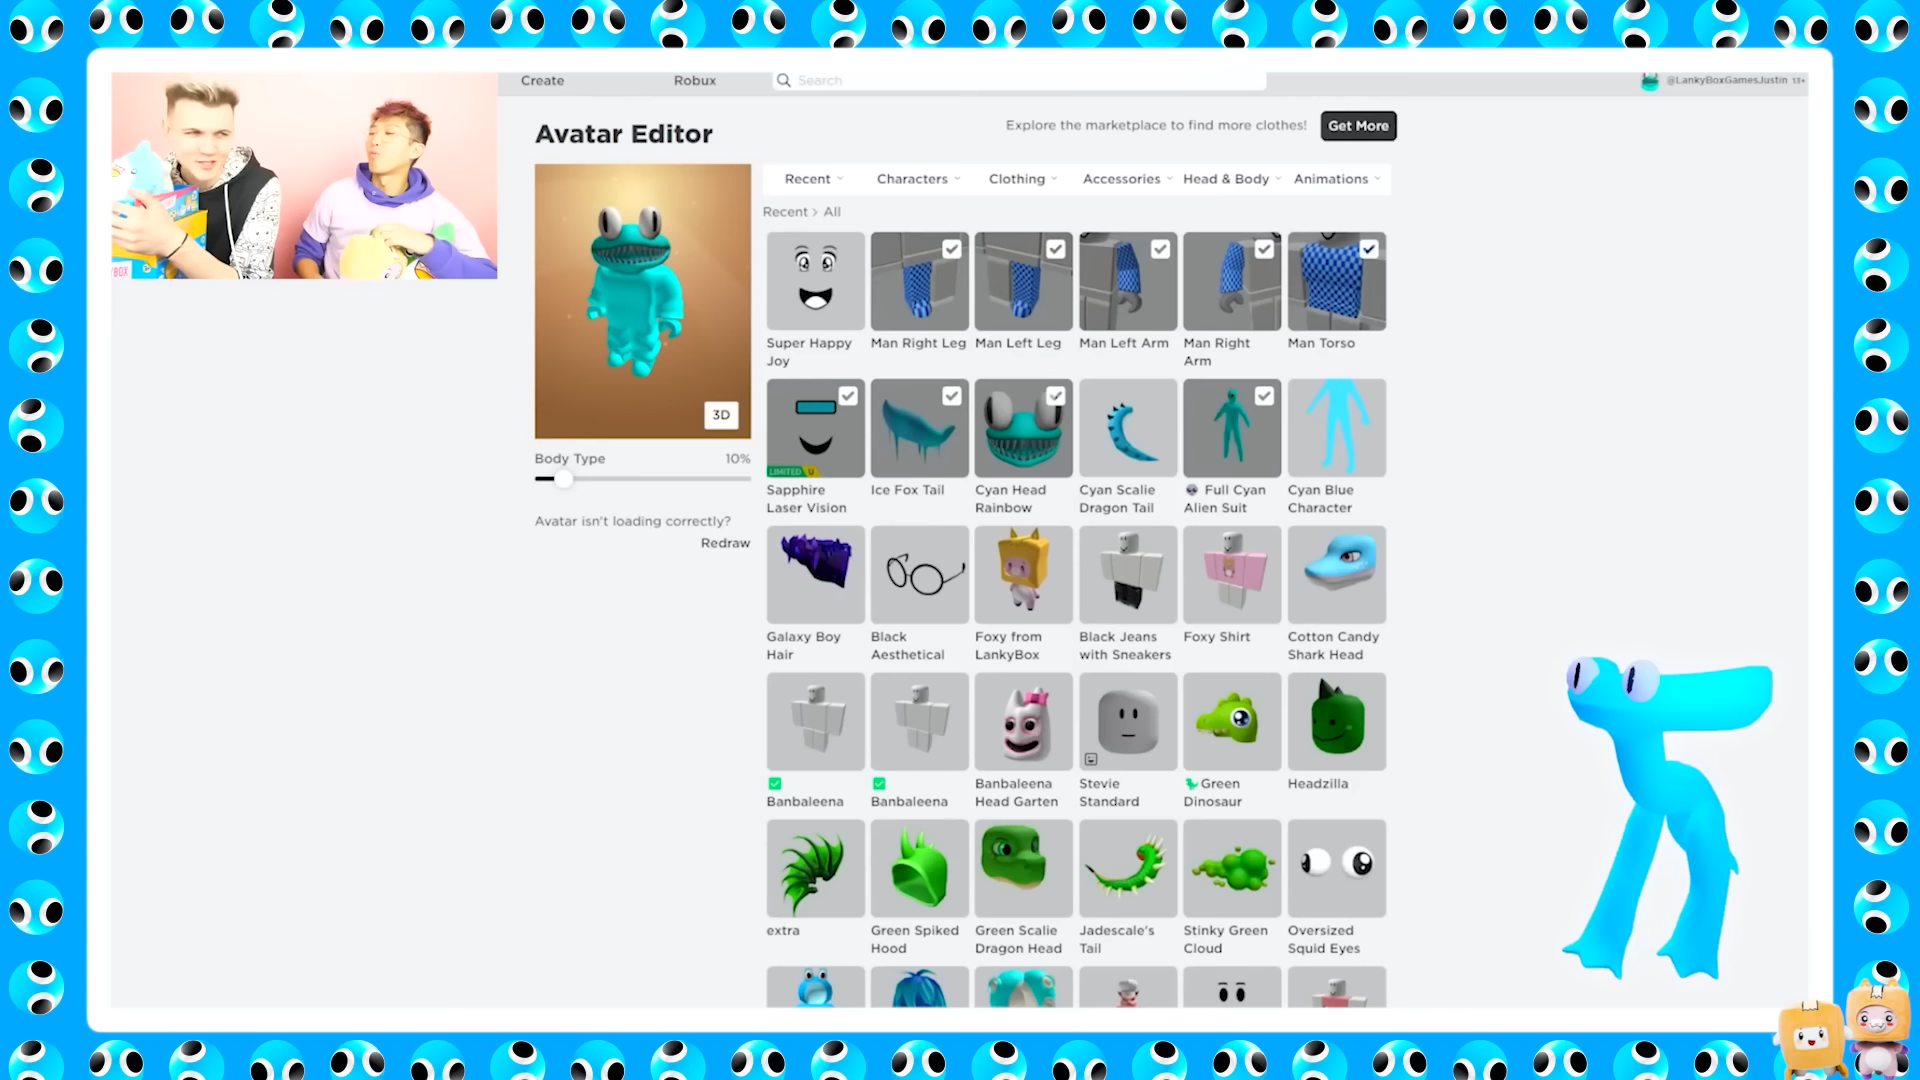 Create
Robux
Search
@LankyBoxGamesJustin 13+
Avatar Editor
Explore the marketplace to find more clothes!
Get More
Recent
Characters
Clothing
Accessories
Head & Body
Animations
Recent > All
3D
Body Type
10%
Avatar isn't loading correctly?
Redraw
Super Happy
Joy
Man Right Leg
Man Left Leg
Man Left Arm
Man Right
Arm
Man Torso
LIMITED U
Sapphire
Laser Vision
Ice Fox Tail
Cyan Head
Rainbow
Cyan Scalie
Dragon Tail
Full Cyan
Alien Suit
Cyan Blue
Character
Galaxy Boy
Hair
Black
Aesthetical
Foxy from
LankyBox
Black Jeans
with Sneakers
Foxy Shirt
Cotton Candy
Shark Head
Banbaleena
Banbaleena
Banbaleena
Head Garten
Stevie
Standard
Green
Dinosaur
Headzilla
extra
Green Spiked
Hood
Green Scalie
Dragon Head
Jadescale's
Tail
Stinky Green
Cloud
Oversized
Squid Eyes